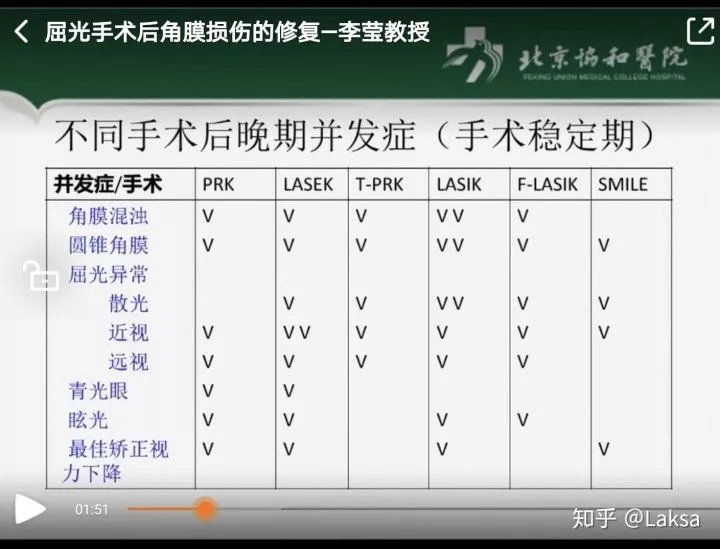 屈光手术后角膜损伤的修复—李莹教授
北京協和醫院
PEKING UNION MEDICAL COLLEGE HOSPITAL
不同手术后晚期并发症（手术稳定期）
并发症/手术 PRK LASEK T-PRK LASIK F-LASIK SMILE
角膜混浊 V V V V V V
圆锥角膜 V V V V V V V
屈光异常
散光 V V V V V V
近视 V V V V V V V
远视 V V V V V
青光眼 V V
眩光 V V V V
最佳矫正视 V V V V
力下降
01:51
知乎 @Laksa